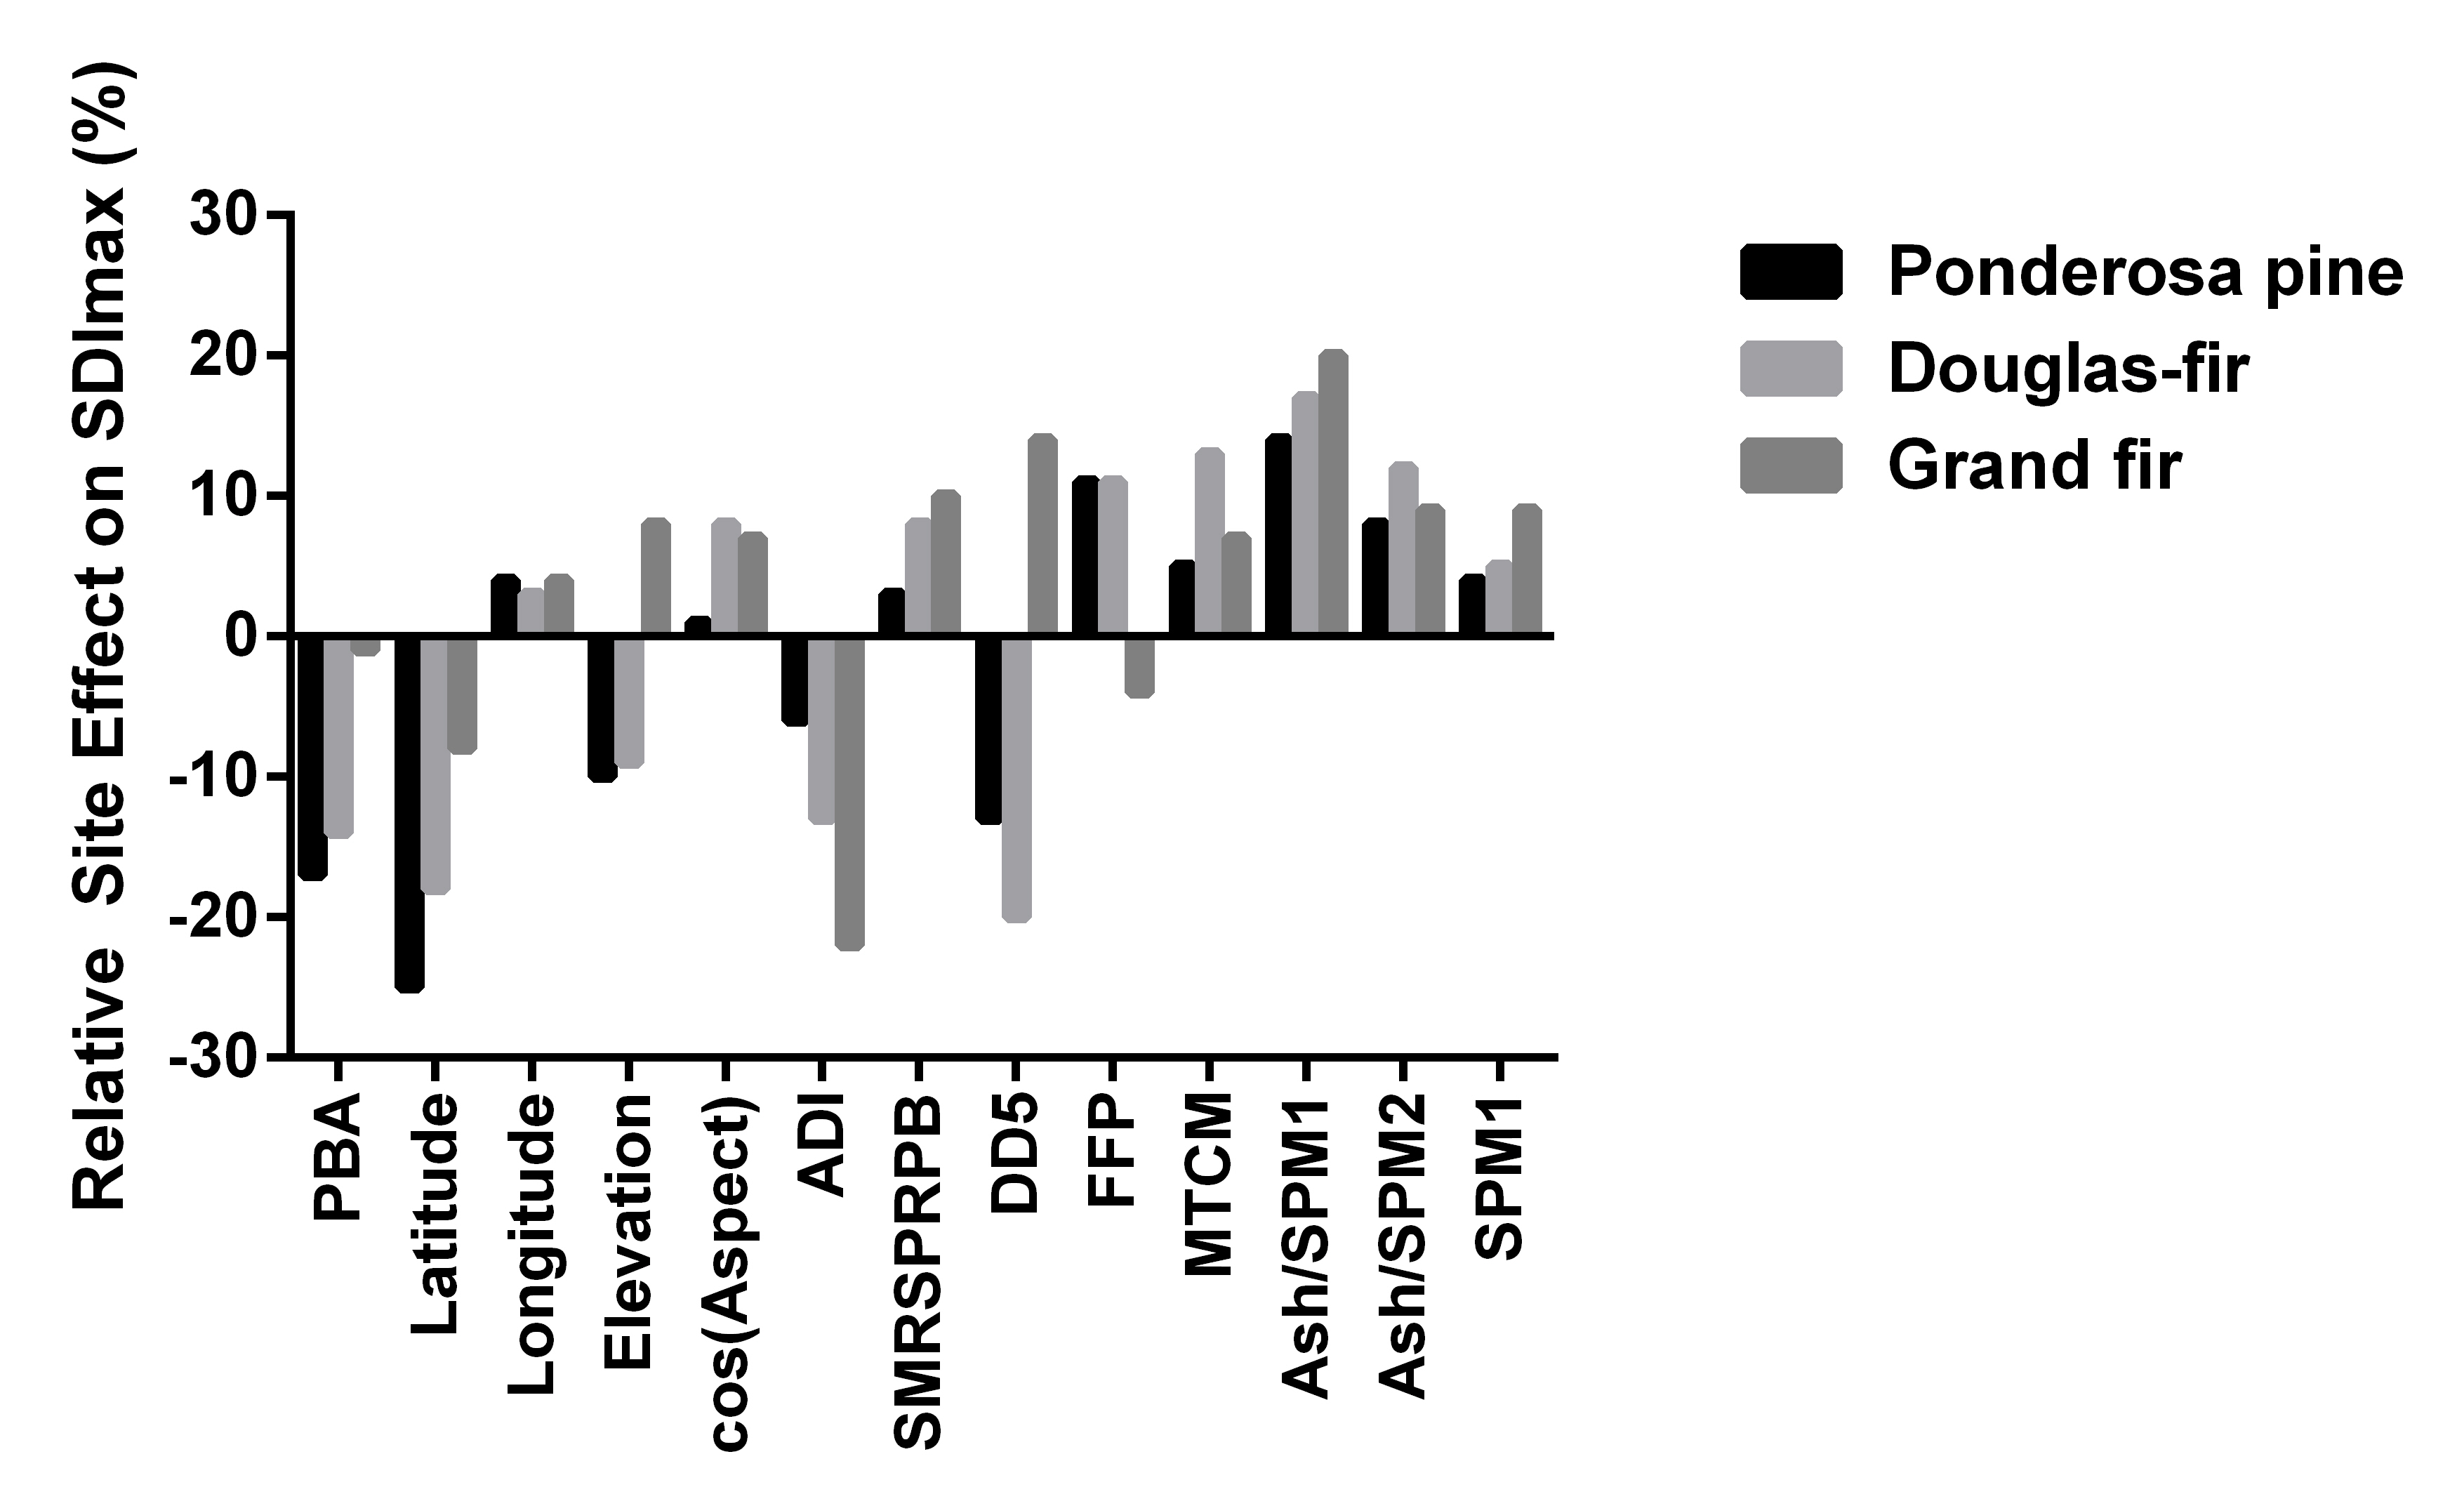 Relative Site Effect on SDImax (%)
30
20
10
0
-10
-20
-30
PBA
Latitude
Longitude
Elevation
cos(Aspect)
ADI
SMRSPRPB
DD5
FFP
MTCM
Ash/SPM1
Ash/SPM2
SPM1
Ponderosa pine
Douglas-fir
Grand fir